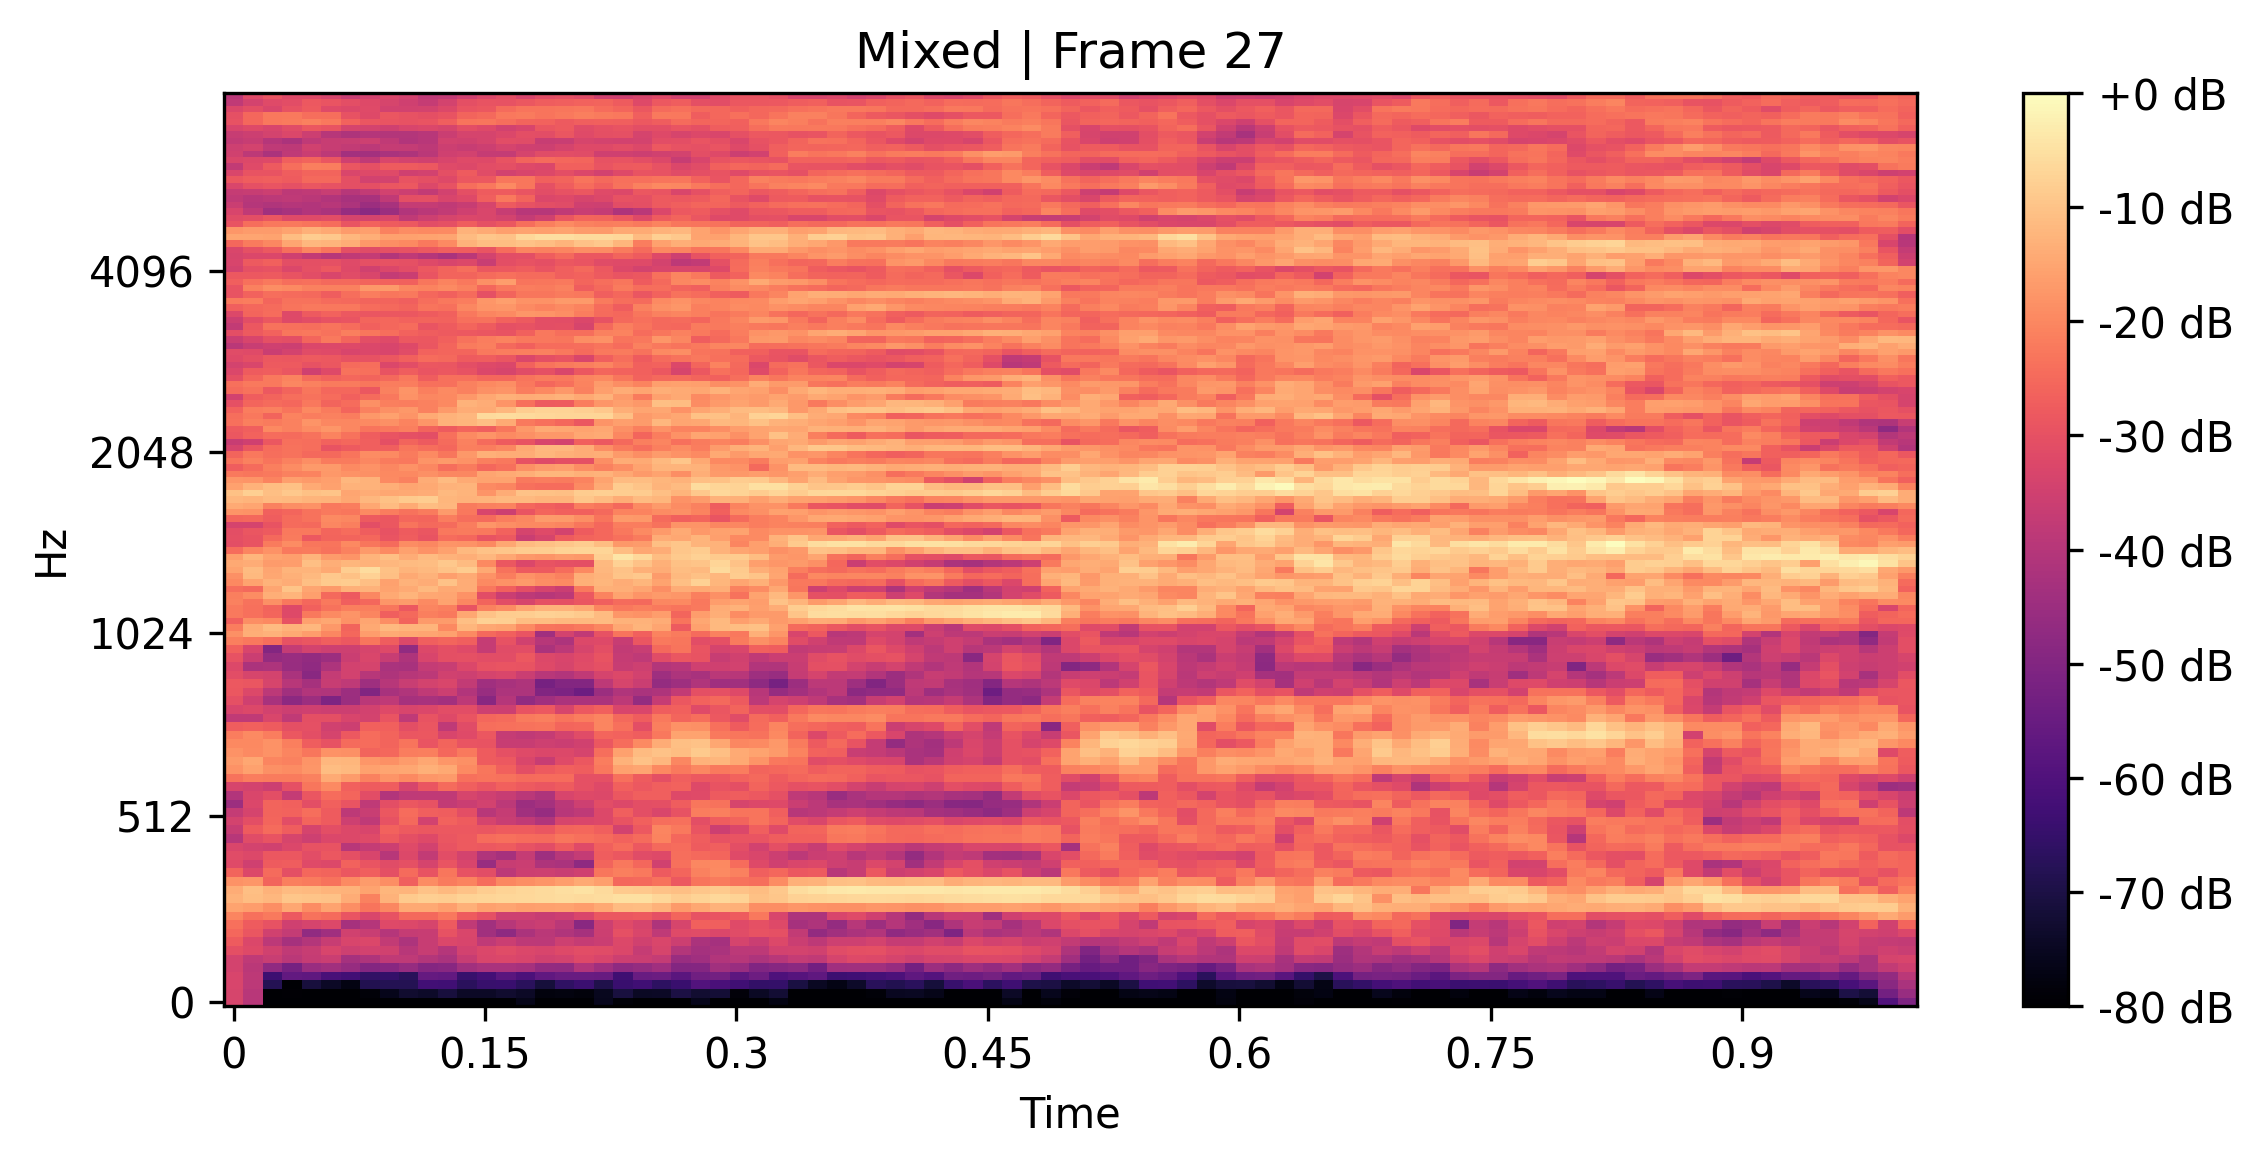 Mixed | Frame 27
Hz
4096
2048
1024
512
0
0 0.15 0.3 0.45 0.6 0.75 0.9
Time
+0 dB
-10 dB
-20 dB
-30 dB
-40 dB
-50 dB
-60 dB
-70 dB
-80 dB